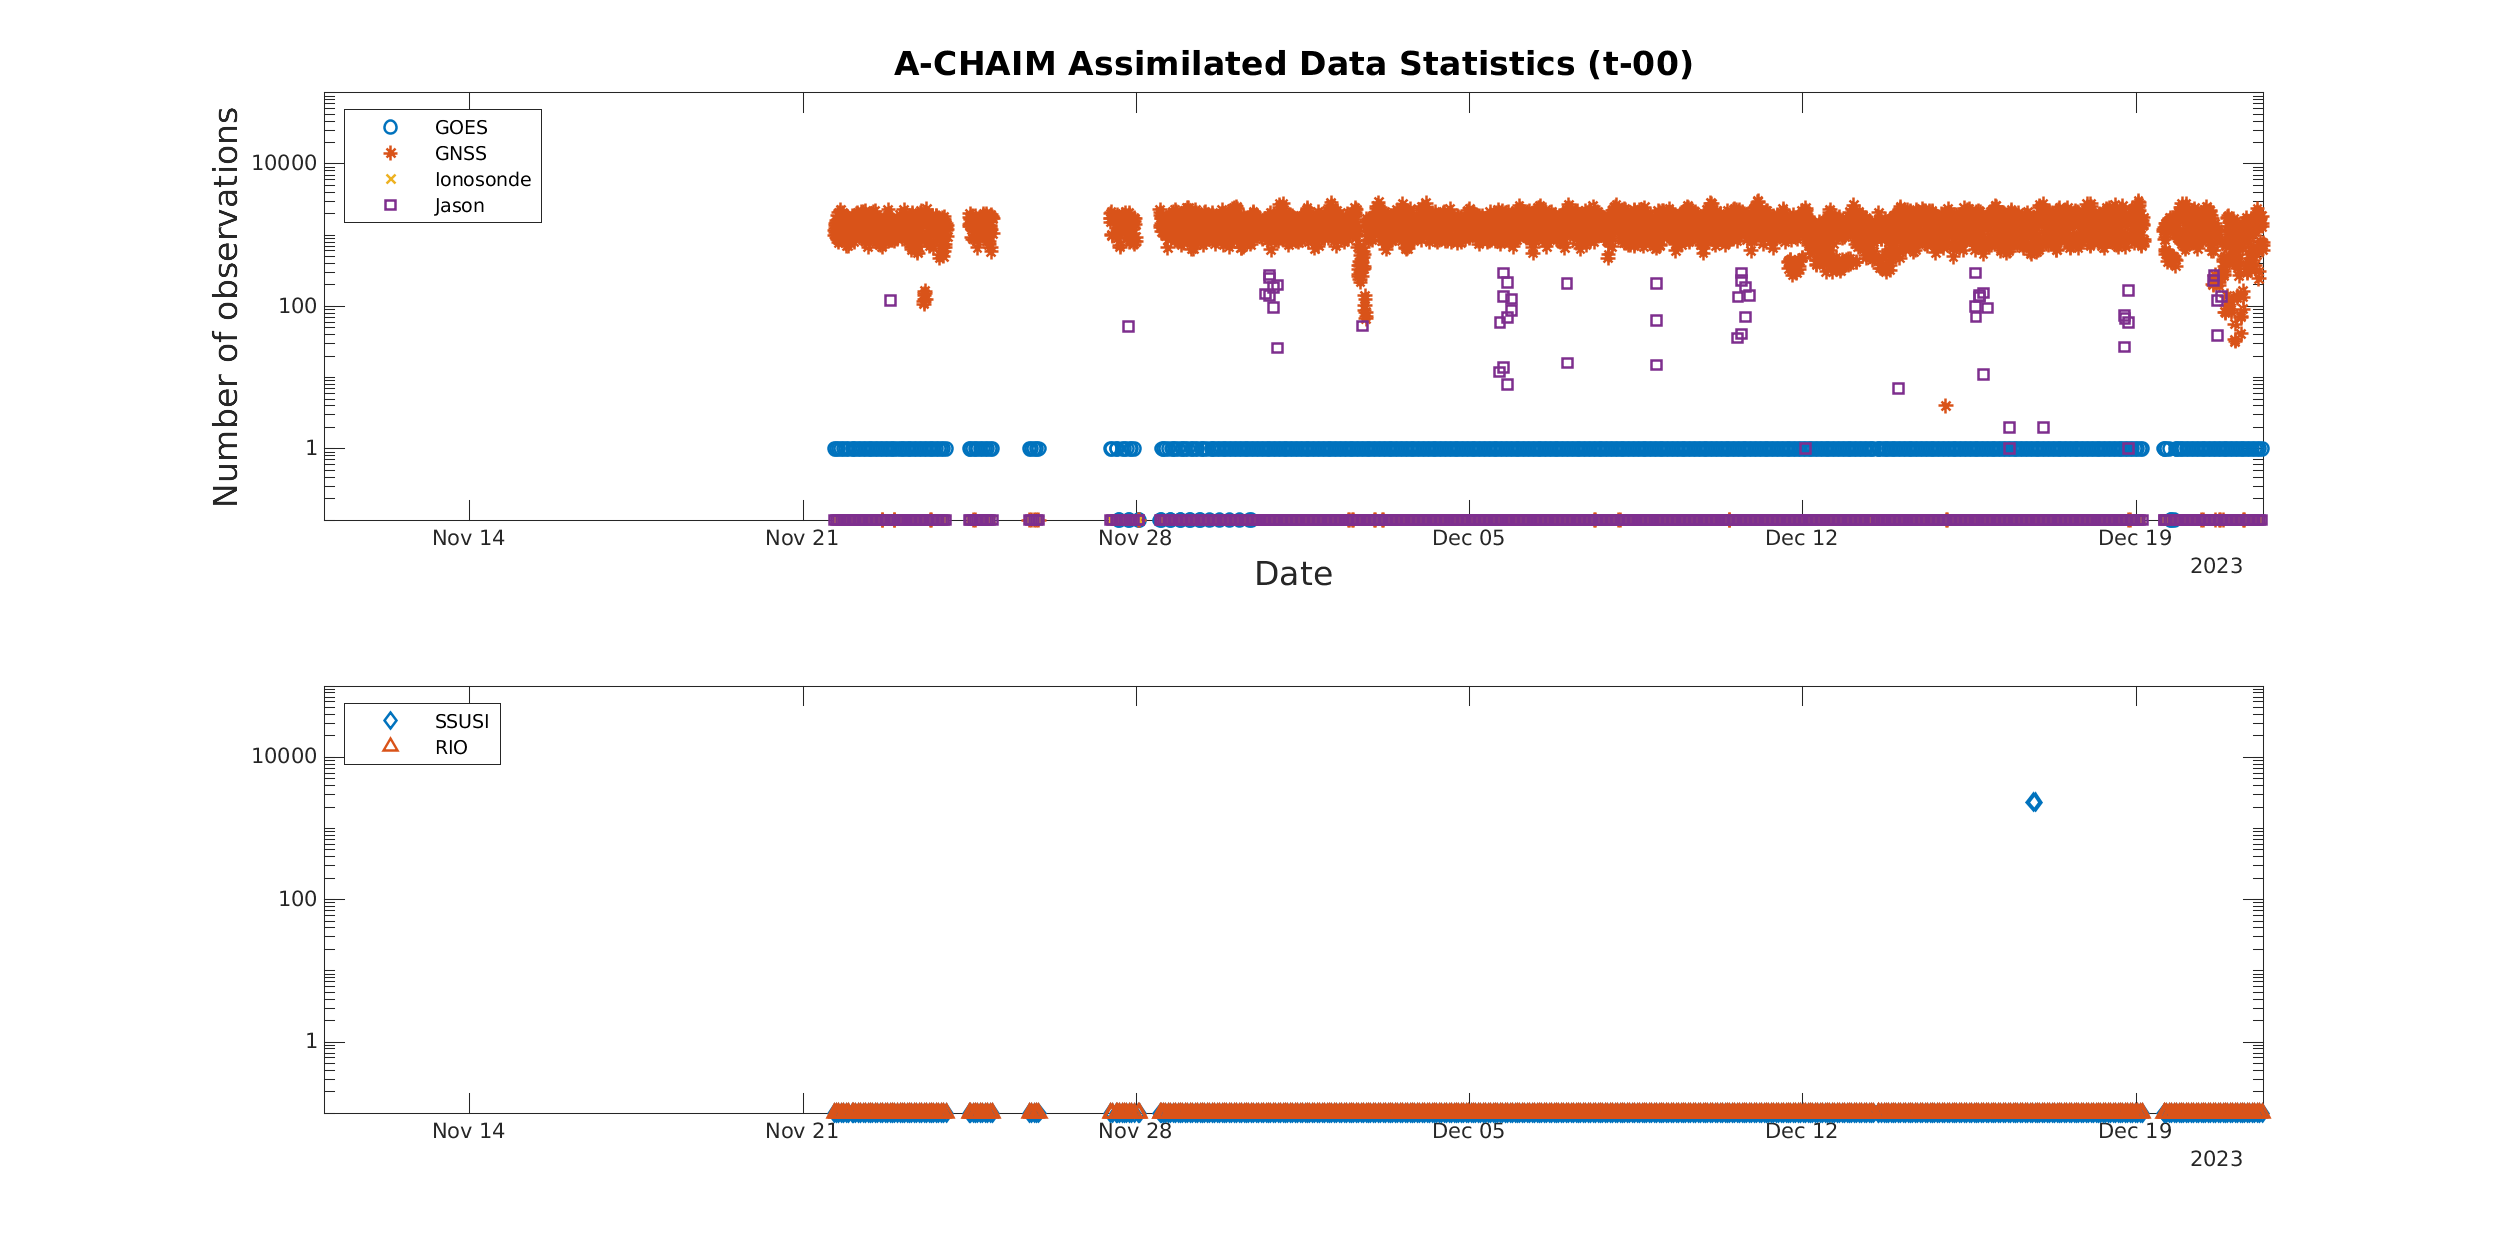 A-CHAIM Assimilated Data Statistics (t-00)
Number of observations
10000
100
1
GOES
GNSS
Ionosonde
Jason
Nov 14 Nov 21 Nov 28 Dec 05 Dec 12 Dec 19
2023
Date
10000
100
1
SSUSI
RIO
Nov 14 Nov 21 Nov 28 Dec 05 Dec 12 Dec 19
2023